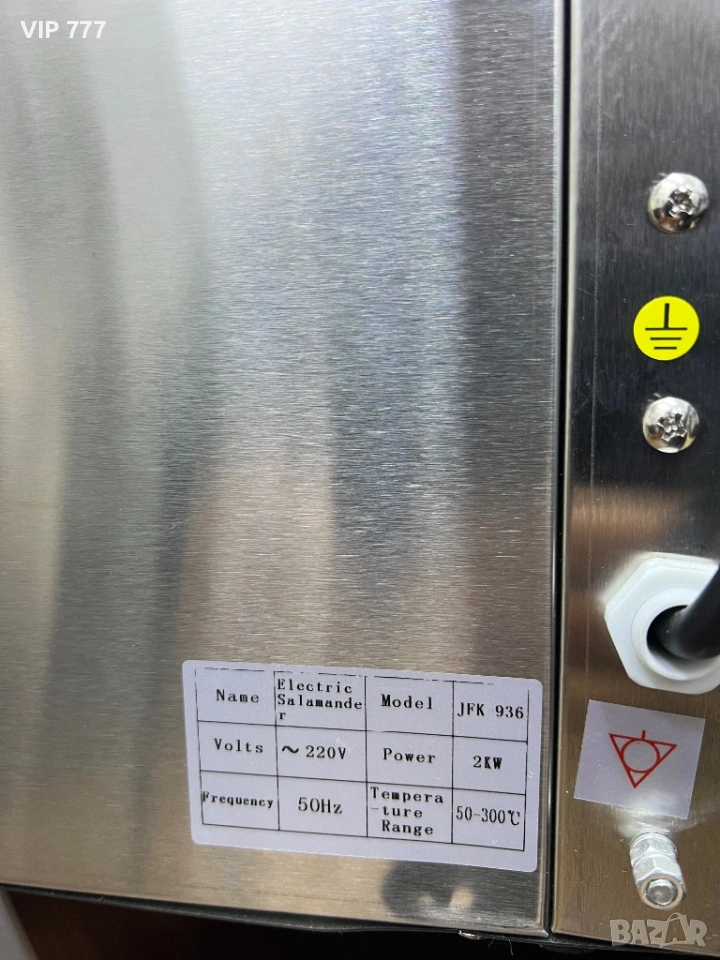 VIP 777
Name Electric Salamande r Model JFK 936
Volts ~ 220V Power 2KW
Frequency 50Hz Tempera -ture Range 50-300℃
BAZAR